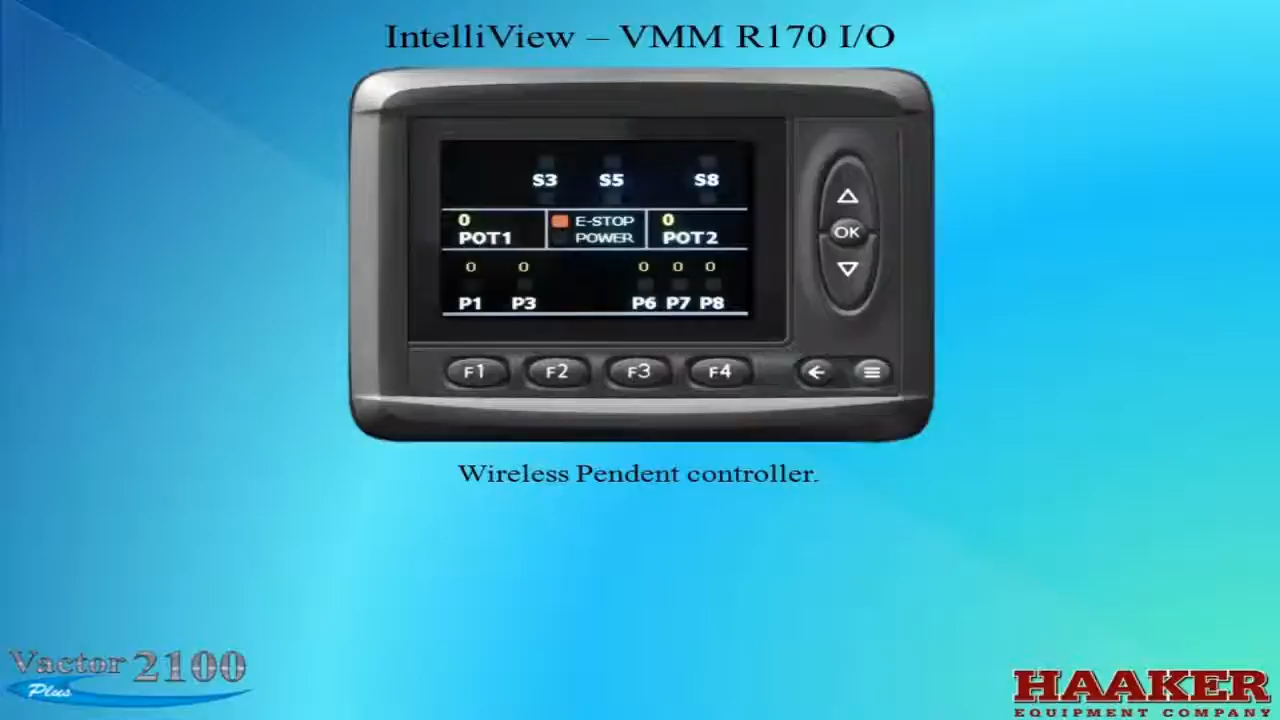 IntelliView – VMM R170 I/O
S3 S5 S8
0 E-STOP 0
POT1 POWER POT2
0 0 0 0 0
P1 P3 P6 P7 P8
F1 F2 F3 F4
OK
Wireless Pendent controller.
Vactor 2100
Plus
HAAKER
EQUIPMENT COMPANY